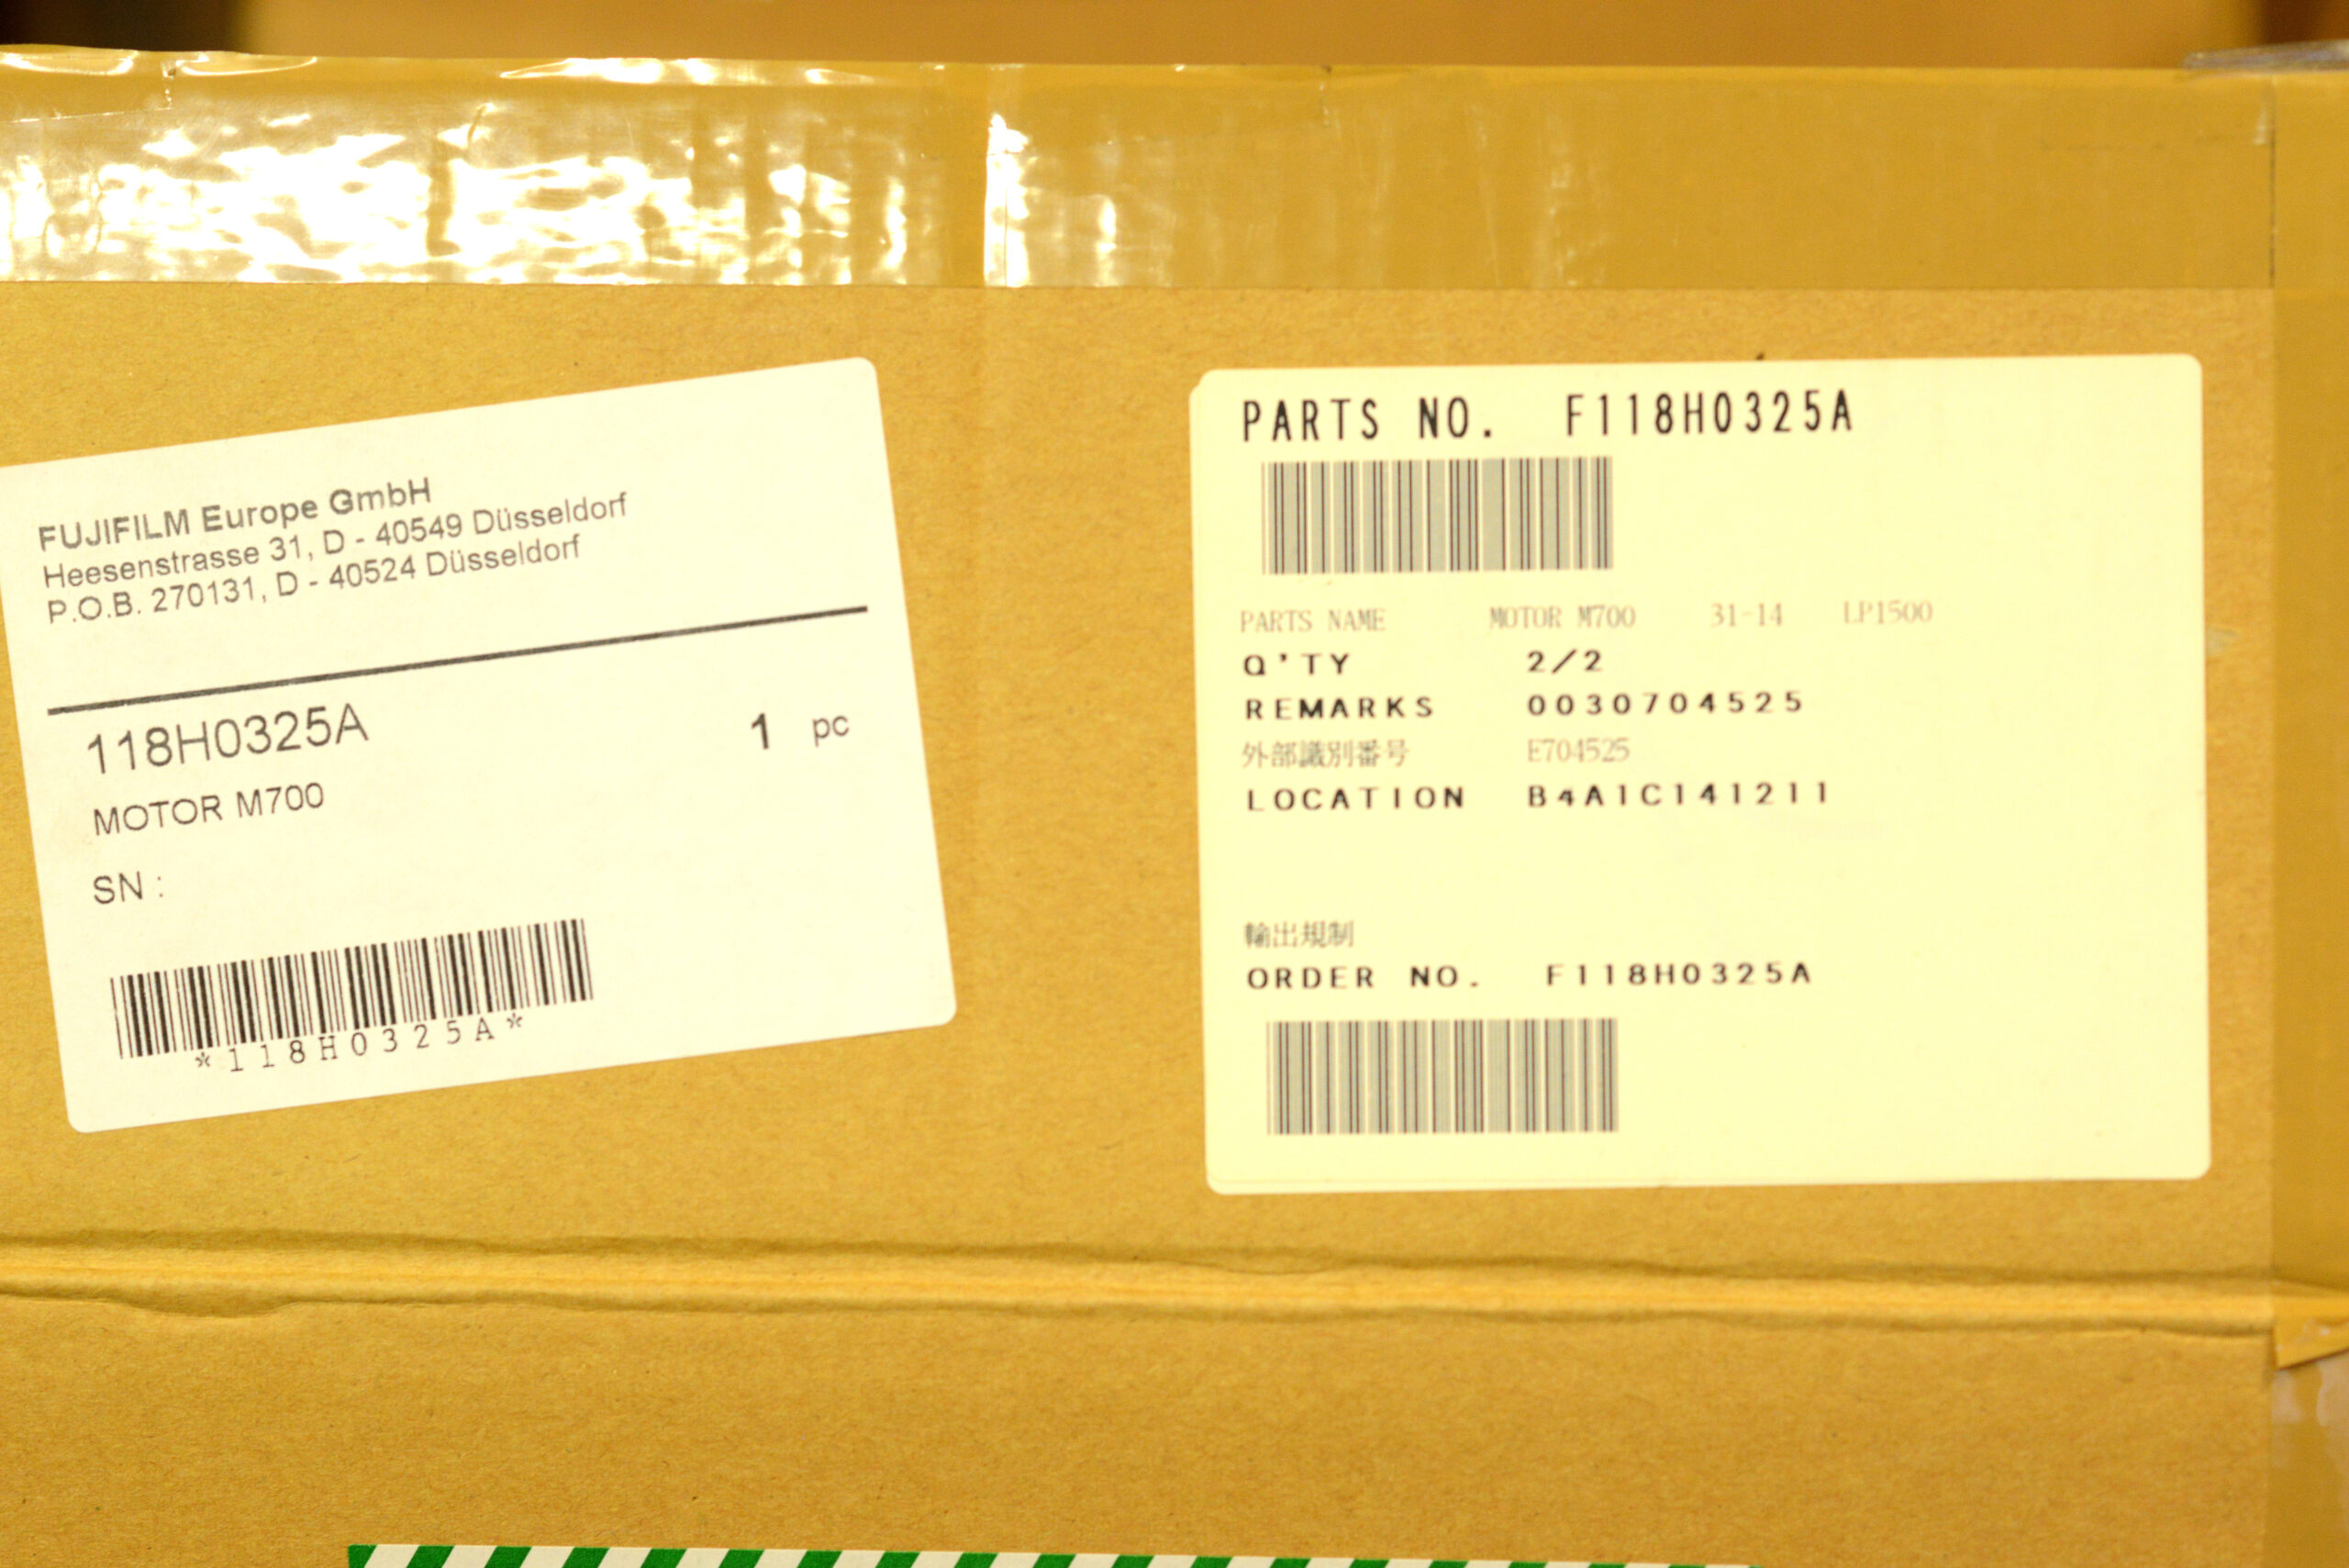 FUJIFILM Europe GmbH
Heesenstrasse 31, D - 40549 Düsseldorf
P.O.B. 270131, D - 40524 Düsseldorf
118H0325A 1 pc
MOTOR M700
SN :
*118H0325A*
PARTS NO. F118H0325A
PARTS NAME MOTOR M700 31-14 LP1500
Q'TY 2/2
REMARKS 0030704525
外部識別番号 E704525
LOCATION B4A1C141211
輸出規制
ORDER NO. F118H0325A